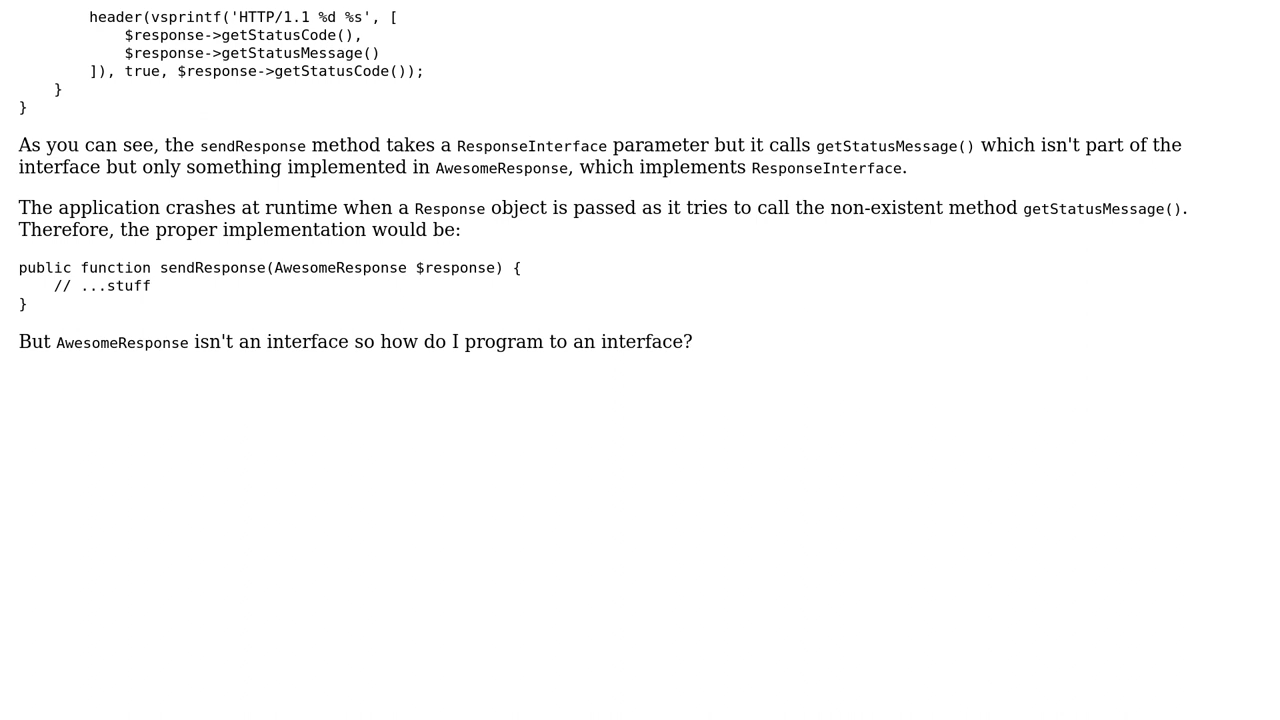 header(vsprintf('HTTP/1.1 %d %s', [
$response->getStatusCode(),
$response->getStatusMessage()
]), true, $response->getStatusCode());
}
}
As you can see, the sendResponse method takes a ResponseInterface parameter but it calls getStatusMessage() which isn't part of the
interface but only something implemented in AwesomeResponse, which implements ResponseInterface.
The application crashes at runtime when a Response object is passed as it tries to call the non-existent method getStatusMessage().
Therefore, the proper implementation would be:
public function sendResponse(AwesomeResponse $response) {
// ...stuff
}
But AwesomeResponse isn't an interface so how do I program to an interface?